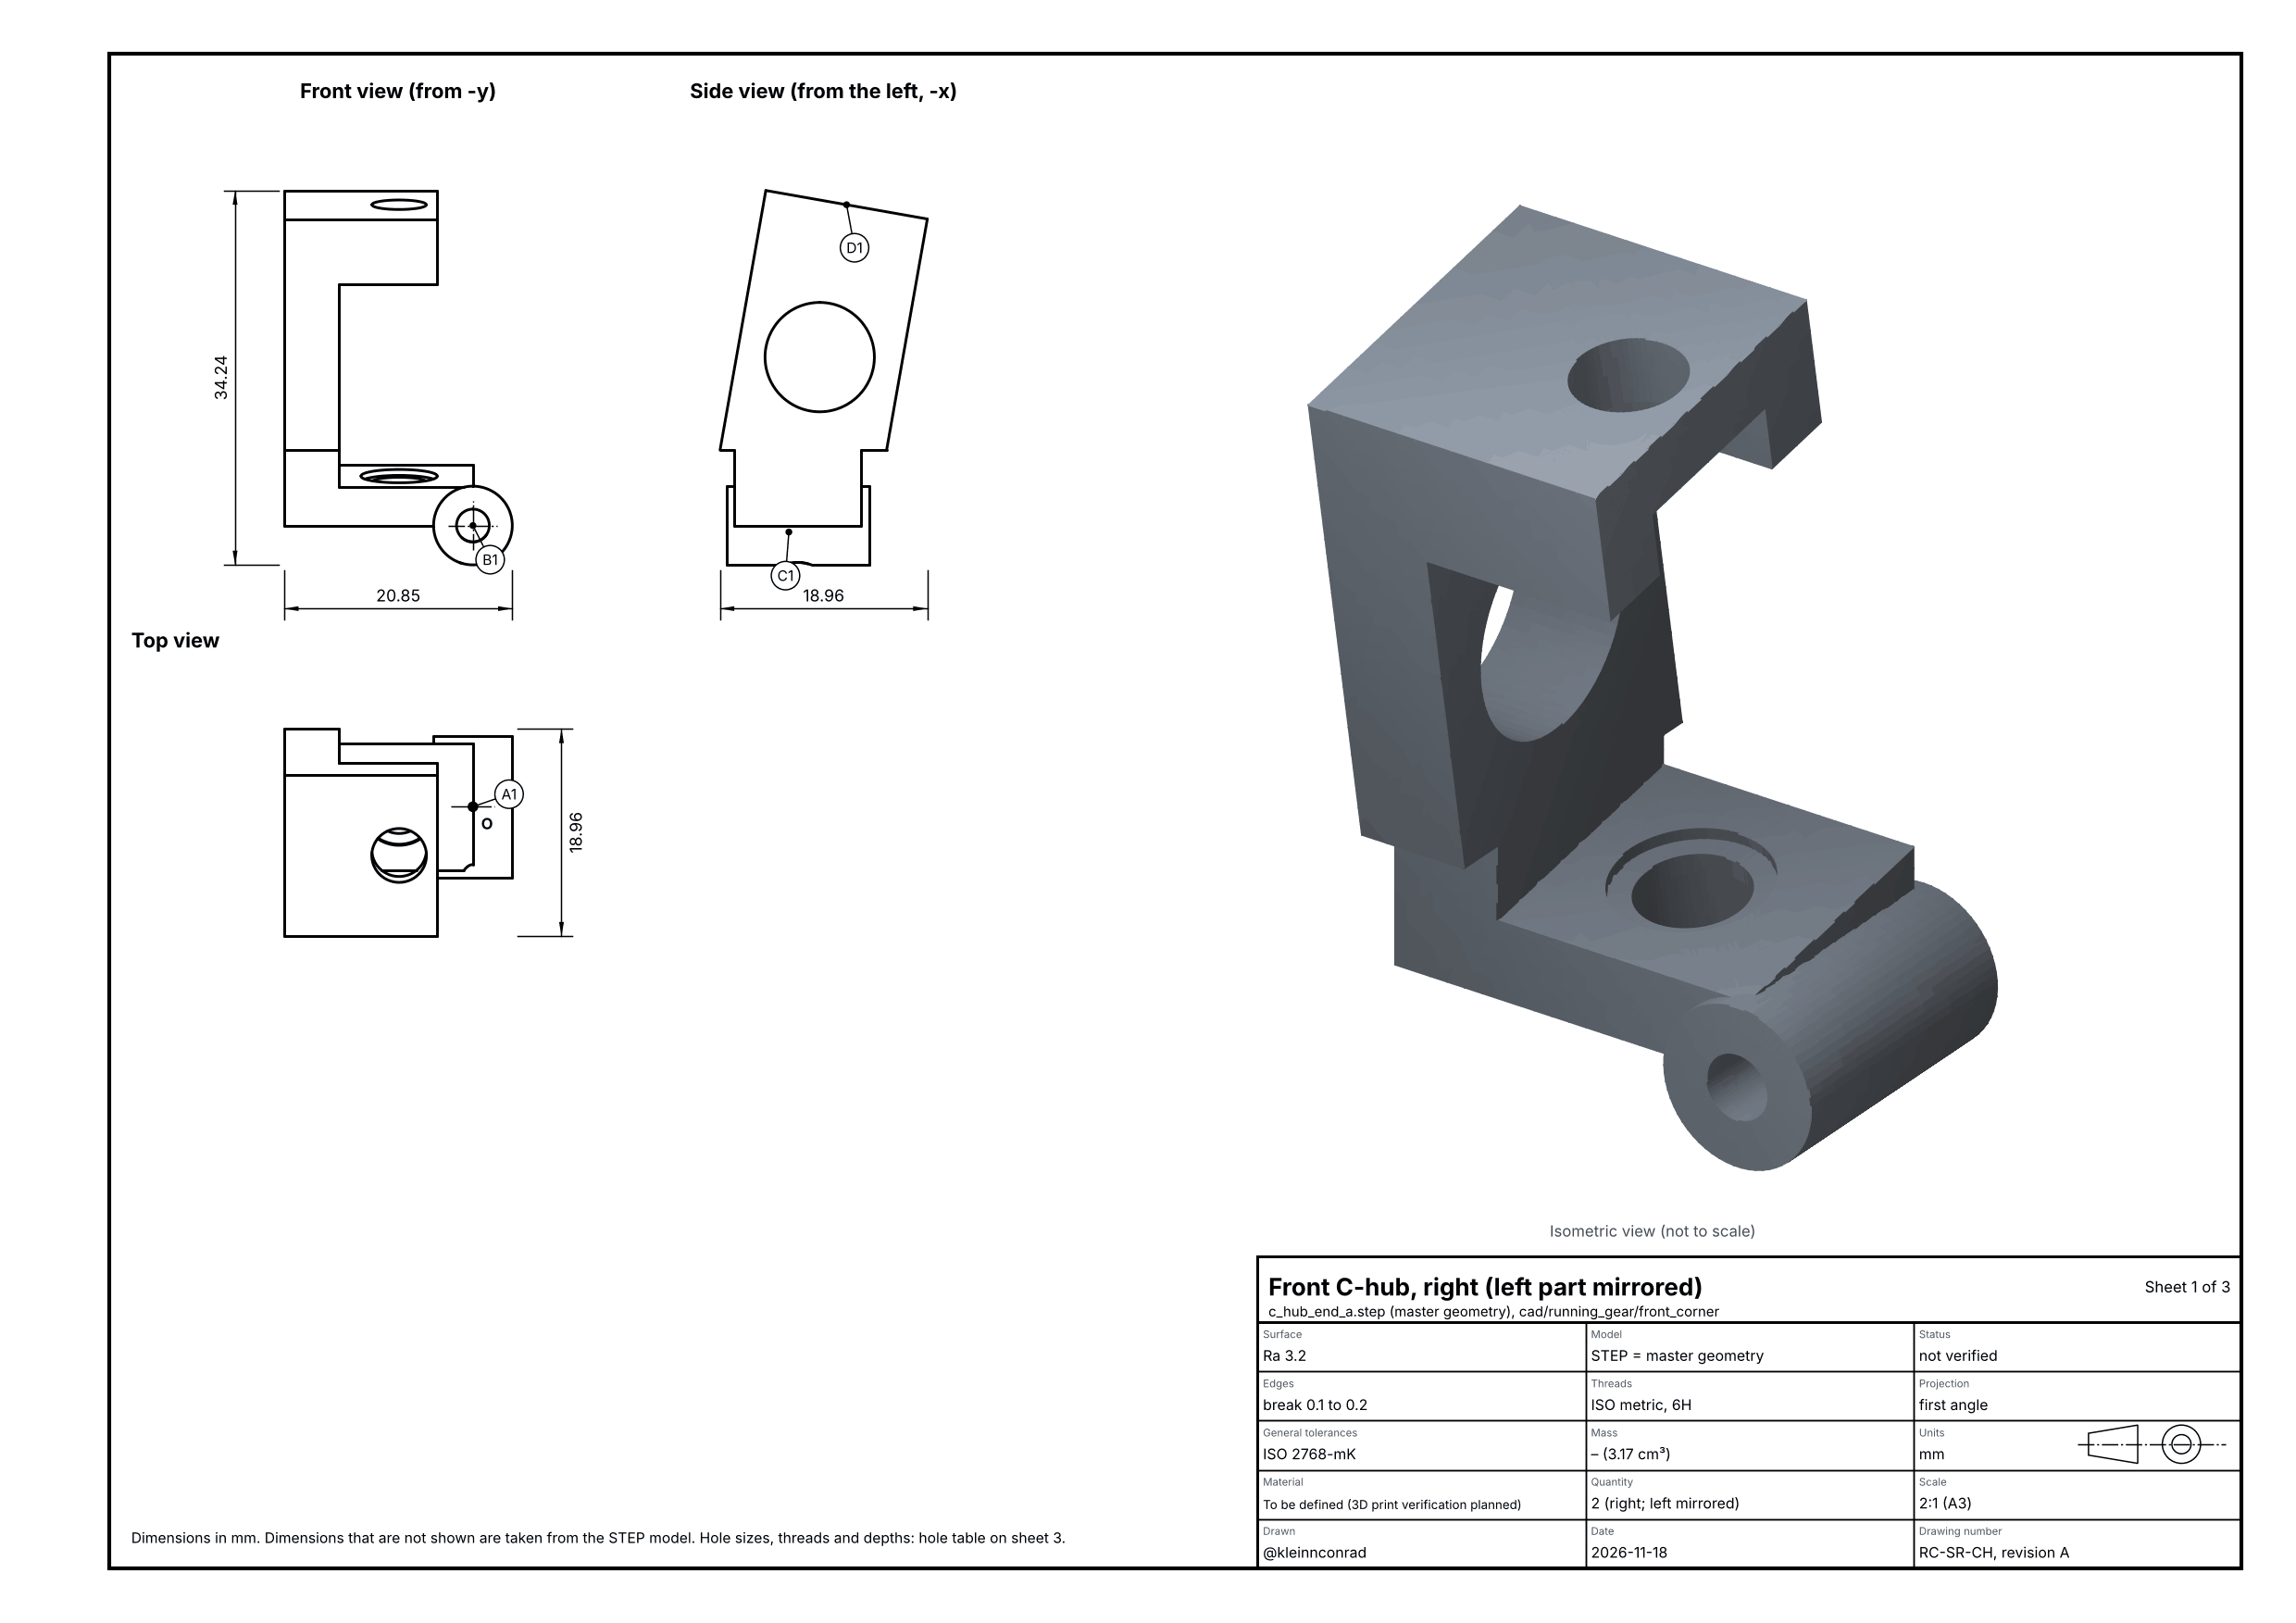 Front view (from -y)
Side view (from the left, -x)
D1
34.24
B1
C1
20.85
18.96
Top view
A1
18.96
Isometric view (not to scale)
Front C-hub, right (left part mirrored)
Sheet 1 of 3
c_hub_end_a.step (master geometry), cad/running_gear/front_corner
Surface
Model
Status
Ra 3.2
STEP = master geometry
not verified
Edges
Threads
Projection
break 0.1 to 0.2
ISO metric, 6H
first angle
General tolerances
Mass
Units
ISO 2768-mK
– (3.17 cm³)
mm
Material
Quantity
Scale
To be defined (3D print verification planned)
2 (right; left mirrored)
2:1 (A3)
Drawn
Date
Drawing number
@kleinnconrad
2026-11-18
RC-SR-CH, revision A
Dimensions in mm. Dimensions that are not shown are taken from the STEP model. Hole sizes, threads and depths: hole table on sheet 3.